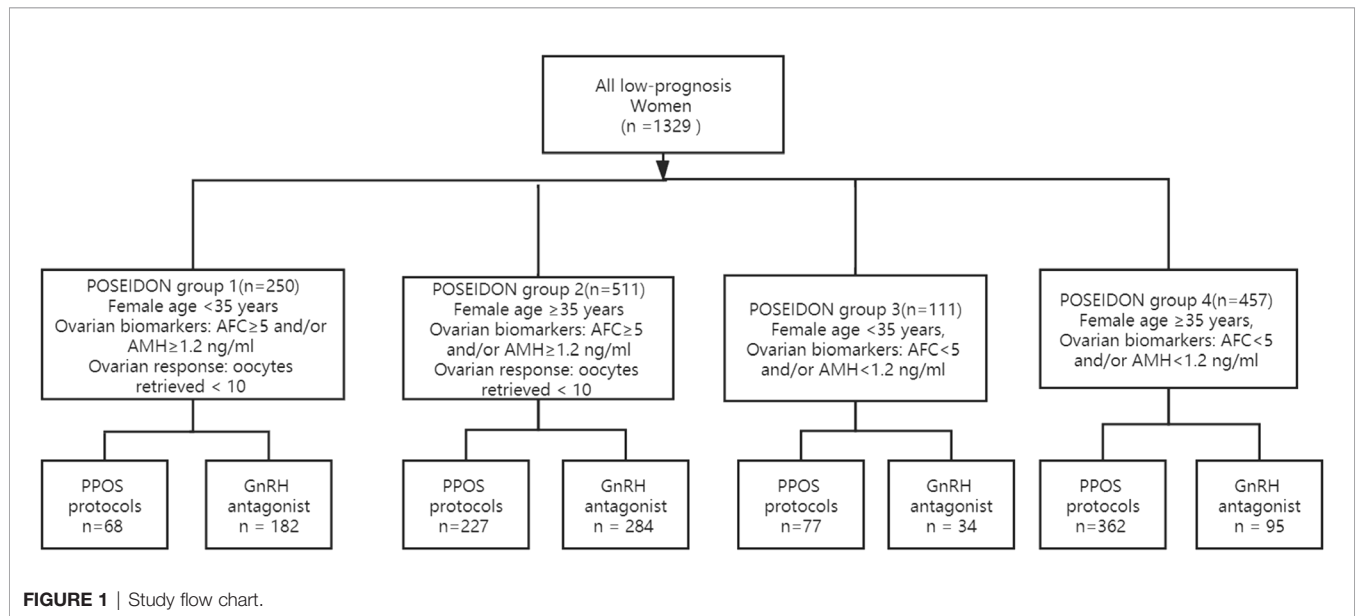 All low-prognosis
Women
(n =1329 )
POSEIDON group 1(n=250)
Female age <35 years
Ovarian biomarkers: AFC≥5 and/or
AMH≥1.2 ng/ml
Ovarian response: oocytes
retrieved < 10
POSEIDON group 2(n=511)
Female age ≥35 years
Ovarian biomarkers: AFC≥5
and/or AMH≥1.2 ng/ml
Ovarian response: oocytes
retrieved < 10
POSEIDON group 3(n=111)
Female age <35 years,
Ovarian biomarkers: AFC<5
and/or AMH<1.2 ng/ml
POSEIDON group 4(n=457)
Female age ≥35 years,
Ovarian biomarkers: AFC<5
and/or AMH<1.2 ng/ml
PPOS
protocols
n=68
GnRH
antagonist
n = 182
PPOS
protocols
n=227
GnRH
antagonist
n = 284
PPOS
protocols
n=77
GnRH
antagonist
n = 34
PPOS
protocols
n=362
GnRH
antagonist
n = 95
FIGURE 1 | Study flow chart.